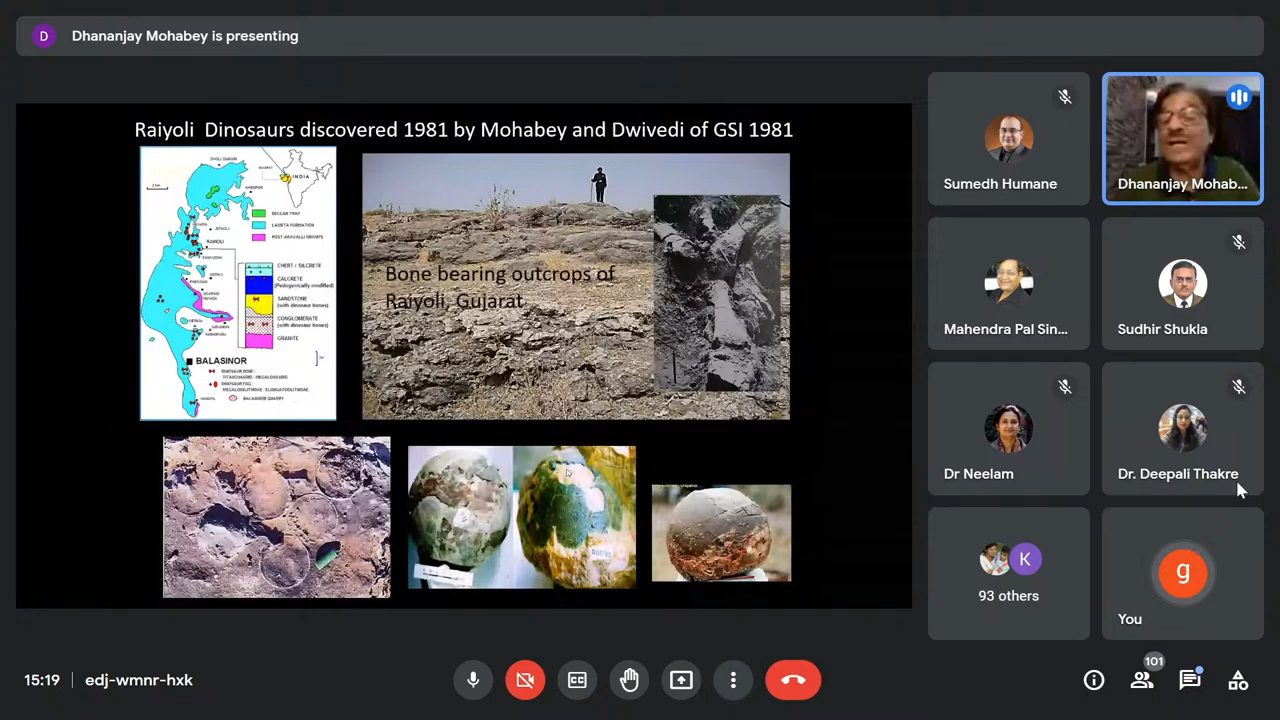 D
Dhananjay Mohabey is presenting
Raiyoli Dinosaurs discovered 1981 by Mohabey and Dwivedi of GSI 1981
INDIA
DECCAN TRAP
LAMETA FORMATION
CHERT / SILCRETE
CALCRETE
(Pedogenically modified)
SANDSTONE
(with dinosaur bones)
CONGLOMERATE
(with dinosaur bones)
GRANITE
BALASINOR
Bone bearing outcrops of
Raiyoli, Gujarat
Sumedh Humane
Dhananjay Mohab...
Mahendra Pal Sin...
Sudhir Shukla
Dr Neelam
Dr. Deepali Thakre
K
93 others
g
You
15:19
edj-wmnr-hxk
101